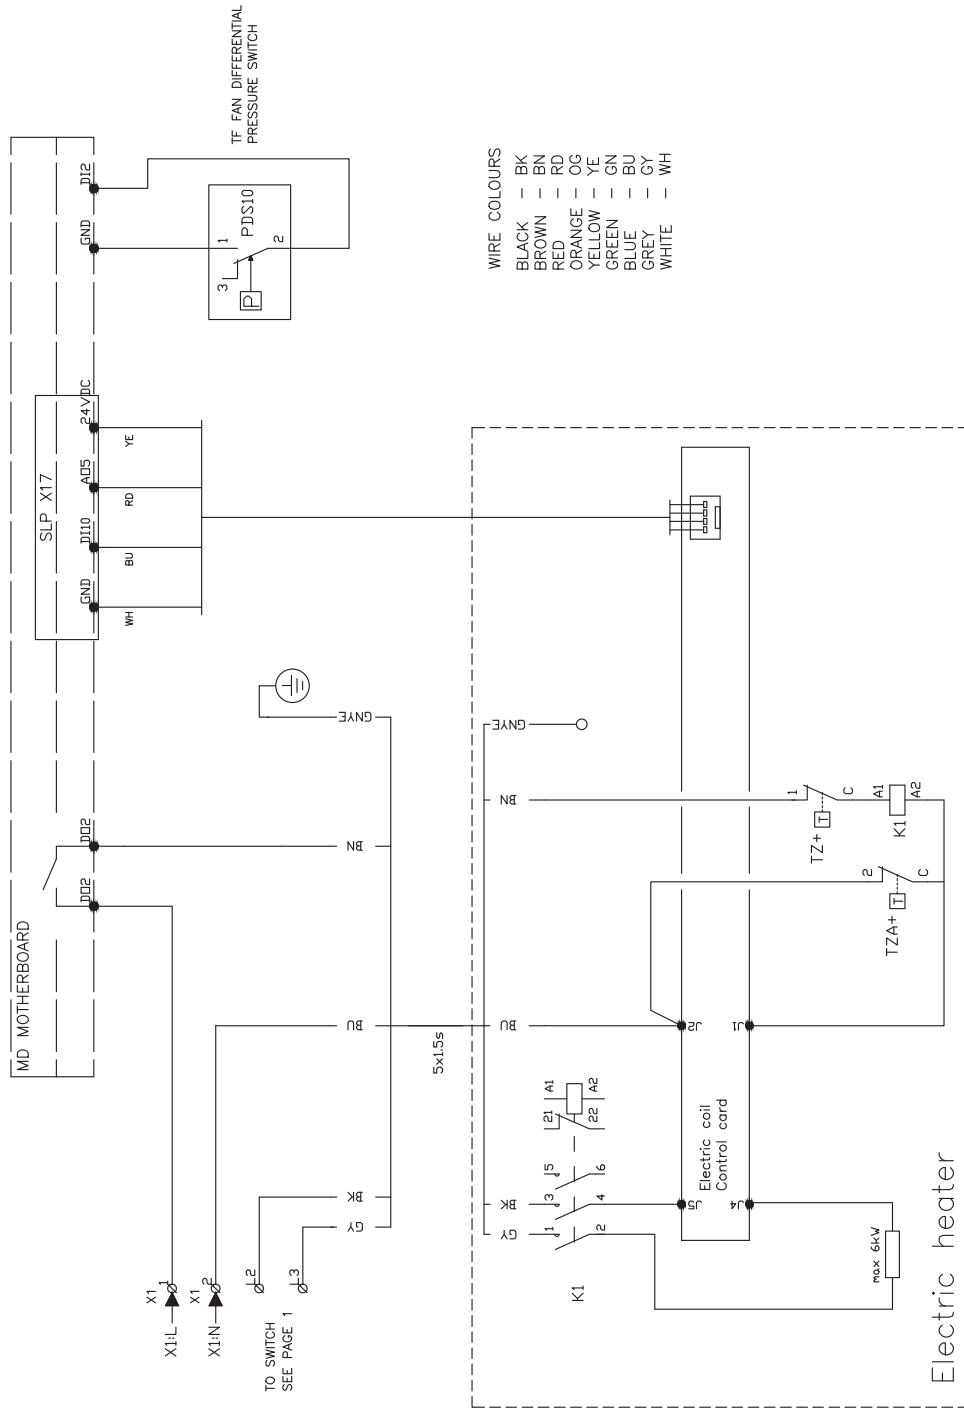 MD MOTHERBOARD
DO2
DO2
SLP X17
GND
DI10
AO5
24VDC
WH
BU
RD
YE
GND
DI2
TF FAN DIFFERENTIAL
PRESSURE SWITCH
PDS10
1
2
3
P
X1
1
X1:L
X1
2
X1:N
L2
L3
TO SWITCH
SEE PAGE 1
GY
BK
BU
BN
GNYE
5x1.5s
WIRE COLOURS
BLACK – BK
BROWN – BN
RED – RD
ORANGE – OG
YELLOW – YE
GREEN – GN
BLUE – BU
GREY – GY
WHITE – WH
GY
BK
BU
BN
GNYE
K1
1
2
3
4
5
6
21
22
A1
A2
J5
J4
J2
J1
Electric coil
Control card
max 6kW
TZA+
T
2
C
TZ+
T
1
C
K1
A1
A2
Electric heater